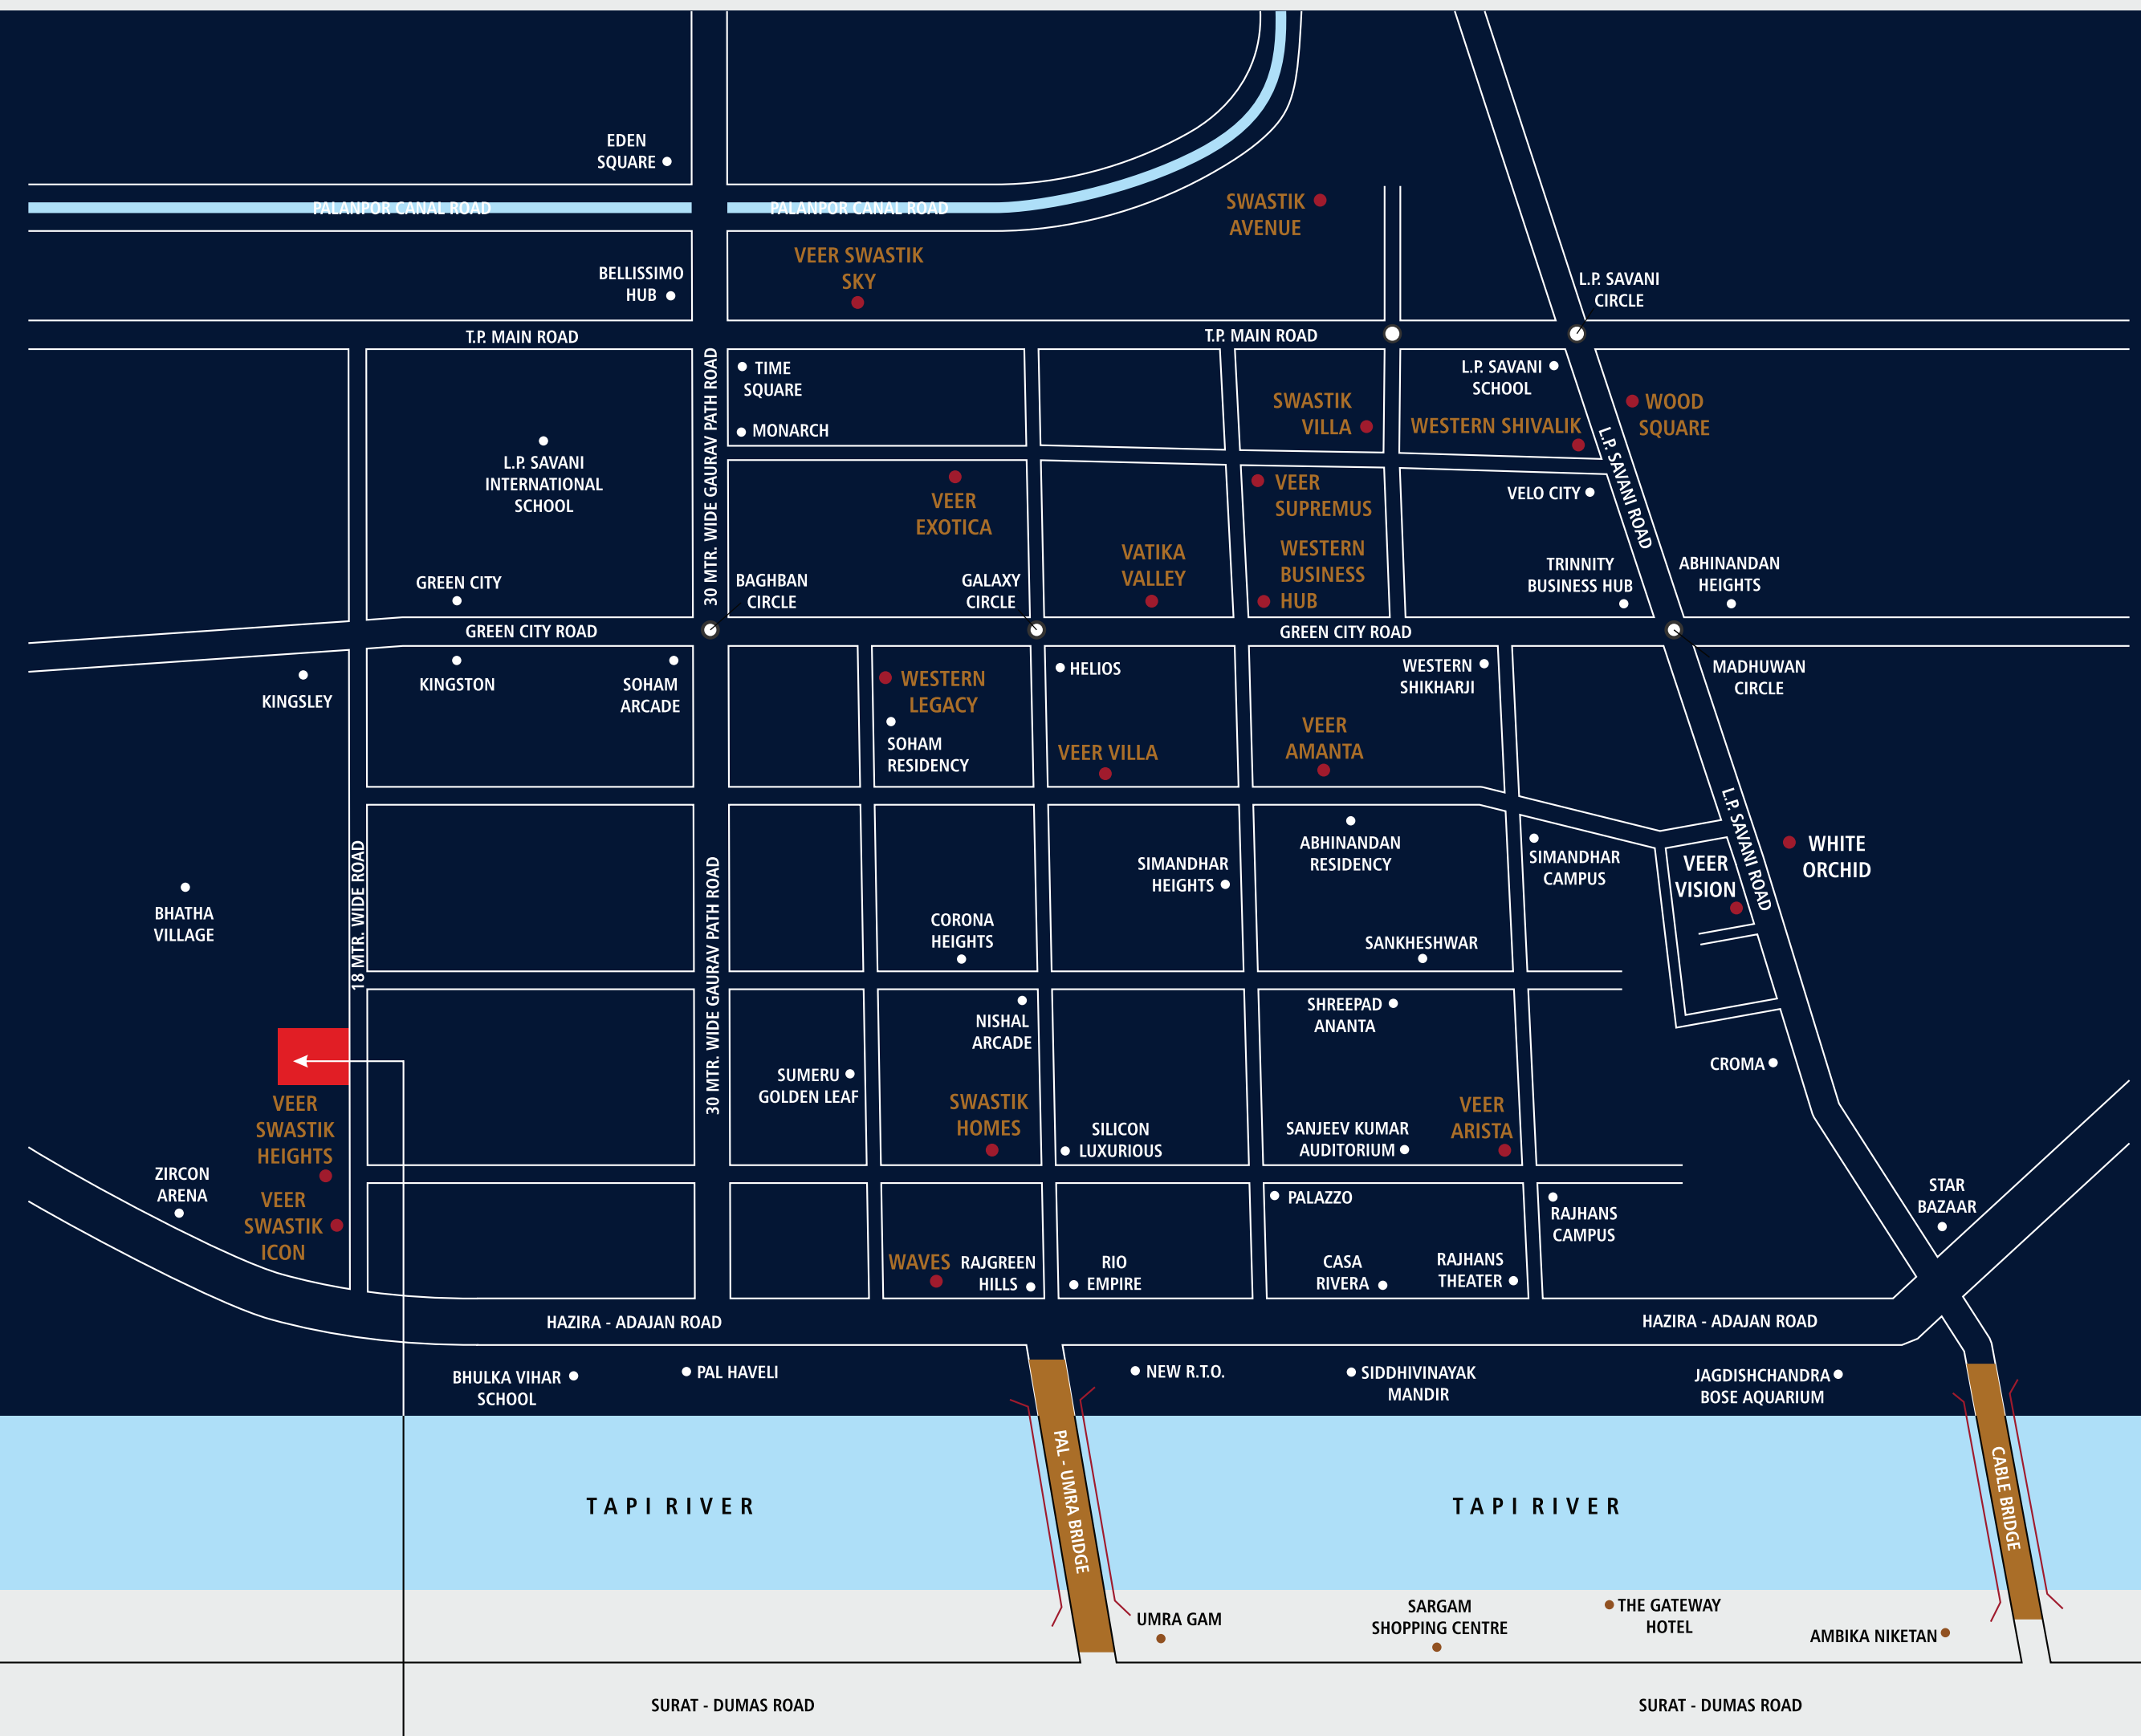 EDEN
SQUARE
PALANPOR CANAL ROAD
PALANPOR CANAL ROAD
SWASTIK
AVENUE
VEER SWASTIK
SKY
BELLISSIMO
HUB
L.P. SAVANI
CIRCLE
T.P. MAIN ROAD
T.P. MAIN ROAD
30 MTR. WIDE GAURAV PATH ROAD
TIME
SQUARE
MONARCH
L.P. SAVANI
SCHOOL
SWASTIK
VILLA
WESTERN SHIVALIK
WOOD
SQUARE
L.P. SAVANI ROAD
L.P. SAVANI
INTERNATIONAL
SCHOOL
VEER
EXOTICA
VEER
SUPREMUS
VELO CITY
VATIKA
VALLEY
WESTERN
BUSINESS
HUB
TRINNITY
BUSINESS HUB
ABHINANDAN
HEIGHTS
GREEN CITY
BAGHBAN
CIRCLE
GALAXY
CIRCLE
GREEN CITY ROAD
GREEN CITY ROAD
KINGSLEY
KINGSTON
SOHAM
ARCADE
WESTERN
LEGACY
SOHAM
RESIDENCY
HELIOS
VEER VILLA
WESTERN
SHIKHARJI
VEER
AMANTA
MADHUWAN
CIRCLE
L.P. SAVANI ROAD
18 MTR. WIDE ROAD
30 MTR. WIDE GAURAV PATH ROAD
SIMANDHAR
HEIGHTS
ABHINANDAN
RESIDENCY
SIMANDHAR
CAMPUS
VEER
VISION
WHITE
ORCHID
BHATHA
VILLAGE
CORONA
HEIGHTS
SANKHESHWAR
NISHAL
ARCADE
SHREEPAD
ANANTA
SUMERU
GOLDEN LEAF
CROMA
SWASTIK
HOMES
SILICON
LUXURIOUS
SANJEEV KUMAR
AUDITORIUM
VEER
ARISTA
VEER
SWASTIK
HEIGHTS
ZIRCON
ARENA
VEER
SWASTIK
ICON
PALAZZO
RAJHANS
CAMPUS
STAR
BAZAAR
WAVES
RAJGREEN
HILLS
RIO
EMPIRE
CASA
RIVERA
RAJHANS
THEATER
HAZIRA - ADAJAN ROAD
HAZIRA - ADAJAN ROAD
BHULKA VIHAR
SCHOOL
PAL HAVELI
NEW R.T.O.
SIDDHIVINAYAK
MANDIR
JAGDISHCHANDRA
BOSE AQUARIUM
PAL - UMRA BRIDGE
CABLE BRIDGE
TAPI RIVER
TAPI RIVER
UMRA GAM
SARGAM
SHOPPING CENTRE
THE GATEWAY
HOTEL
AMBIKA NIKETAN
SURAT - DUMAS ROAD
SURAT - DUMAS ROAD